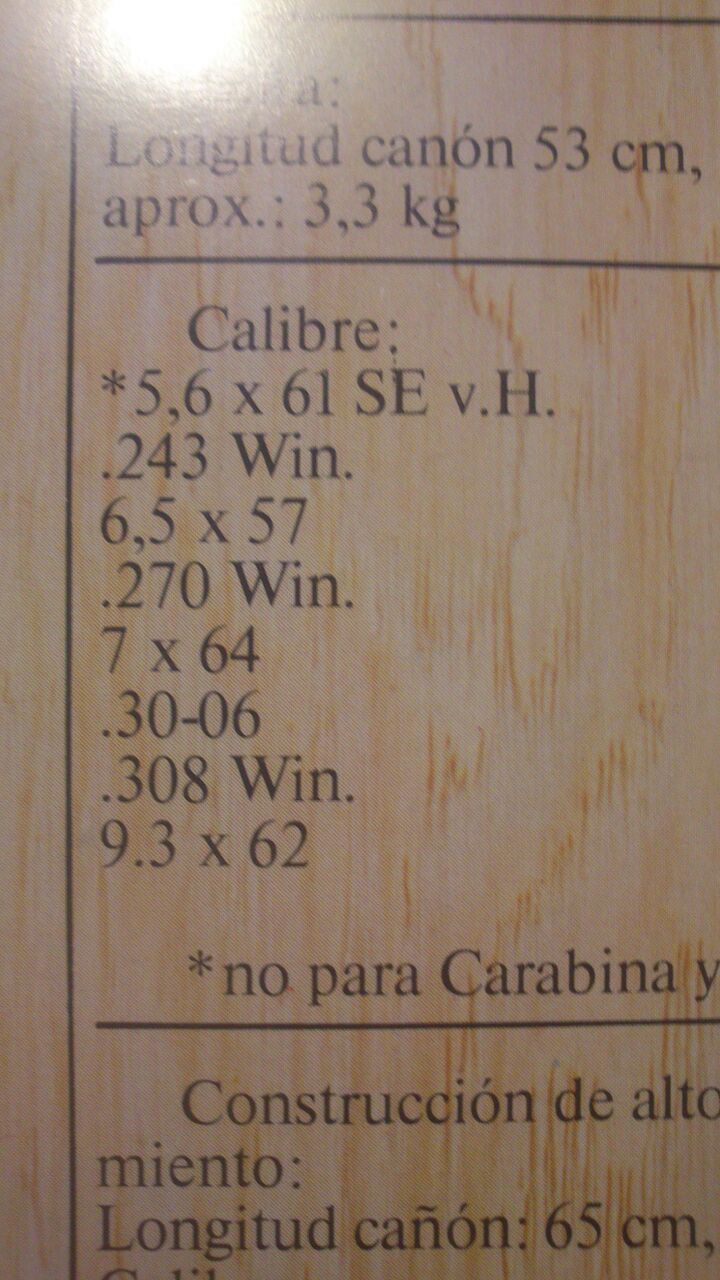 Longitud canón 53 cm,
aprox.: 3,3 kg
Calibre:
*5,6 x 61 SE v.H.
.243 Win.
6,5 x 57
.270 Win.
7 x 64
.30-06
.308 Win.
9.3 x 62
*no para Carabina y
Construcción de alto
miento:
Longitud cañón: 65 cm,